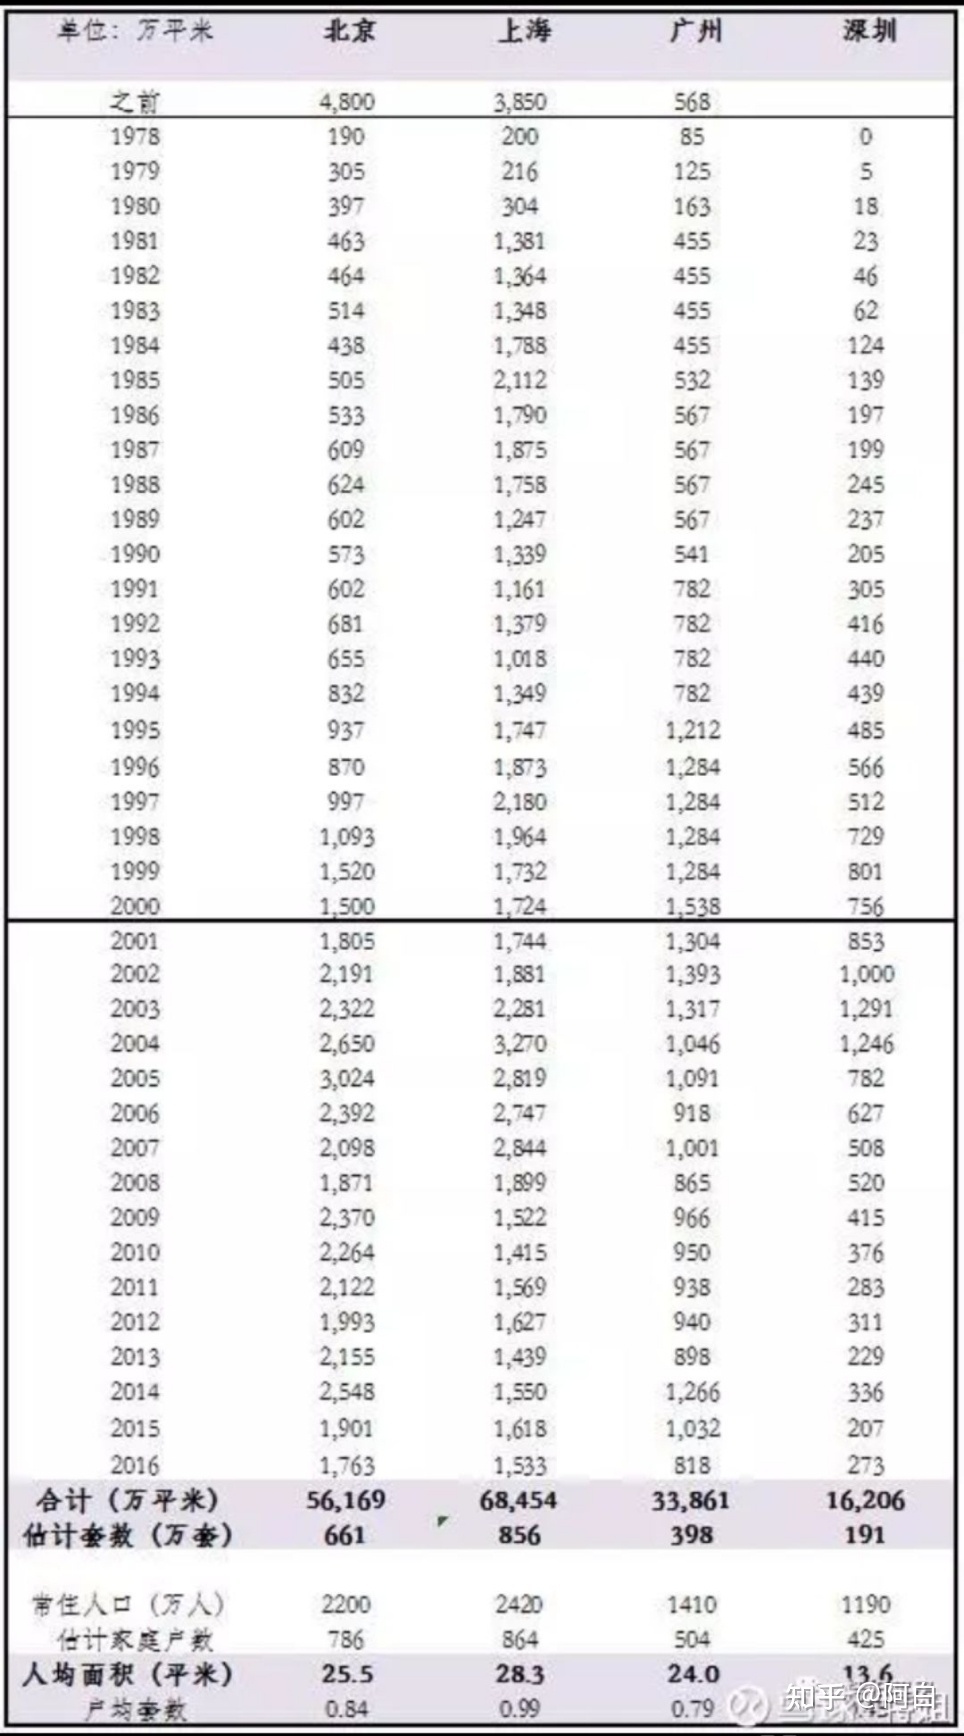 单位：万平米 北京 上海 广州 深圳
之前 4,800 3,850 568
1978 190 200 85 0
1979 305 216 125 5
1980 397 304 163 18
1981 463 1,381 455 23
1982 464 1,364 455 46
1983 514 1,348 455 62
1984 438 1,788 455 124
1985 505 2,112 532 139
1986 533 1,790 567 197
1987 609 1,875 567 199
1988 624 1,758 567 245
1989 602 1,247 567 237
1990 573 1,339 541 205
1991 602 1,161 782 305
1992 681 1,379 782 416
1993 655 1,018 782 440
1994 832 1,349 782 439
1995 937 1,747 1,212 485
1996 870 1,873 1,284 566
1997 997 2,180 1,284 512
1998 1,093 1,964 1,284 729
1999 1,520 1,732 1,284 801
2000 1,500 1,724 1,538 756
2001 1,805 1,744 1,304 853
2002 2,191 1,881 1,393 1,000
2003 2,322 2,281 1,317 1,291
2004 2,650 3,270 1,046 1,246
2005 3,024 2,819 1,091 782
2006 2,392 2,747 918 627
2007 2,098 2,844 1,001 508
2008 1,871 1,899 865 520
2009 2,370 1,522 966 415
2010 2,264 1,415 950 376
2011 2,122 1,569 938 283
2012 1,993 1,627 940 311
2013 2,155 1,439 898 229
2014 2,548 1,550 1,266 336
2015 1,901 1,618 1,032 207
2016 1,763 1,533 818 273
合计（万平米） 56,169 68,454 33,861 16,206
估计套数（万套） 661 856 398 191
常住人口（万人） 2200 2420 1410 1190
估计家庭户数 786 864 504 425
人均面积（平米） 25.5 28.3 24.0 13.6
户均套数 0.84 0.99 0.79
知乎 @阿白